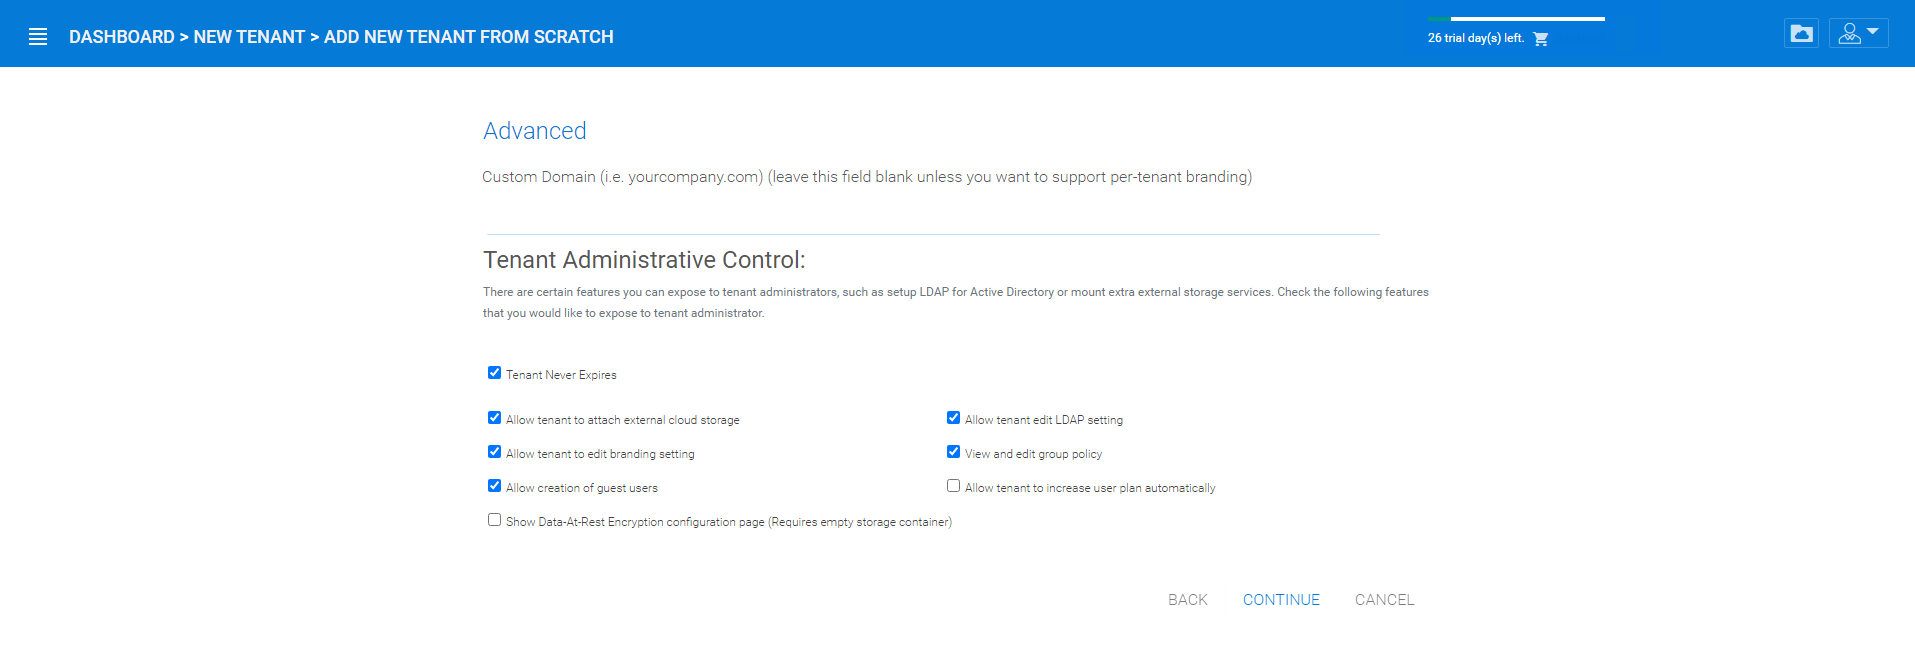 DASHBOARD > NEW TENANT > ADD NEW TENANT FROM SCRATCH
26 trial day(s) left.
Advanced
Custom Domain (i.e. yourcompany.com) (leave this field blank unless you want to support per-tenant branding)
Tenant Administrative Control:
There are certain features you can expose to tenant administrators, such as setup LDAP for Active Directory or mount extra external storage services. Check the following features
that you would like to expose to tenant administrator.
Tenant Never Expires
Allow tenant to attach external cloud storage
Allow tenant edit LDAP setting
Allow tenant to edit branding setting
View and edit group policy
Allow creation of guest users
Allow tenant to increase user plan automatically
Show Data-At-Rest Encryption configuration page (Requires empty storage container)
BACK
CONTINUE
CANCEL